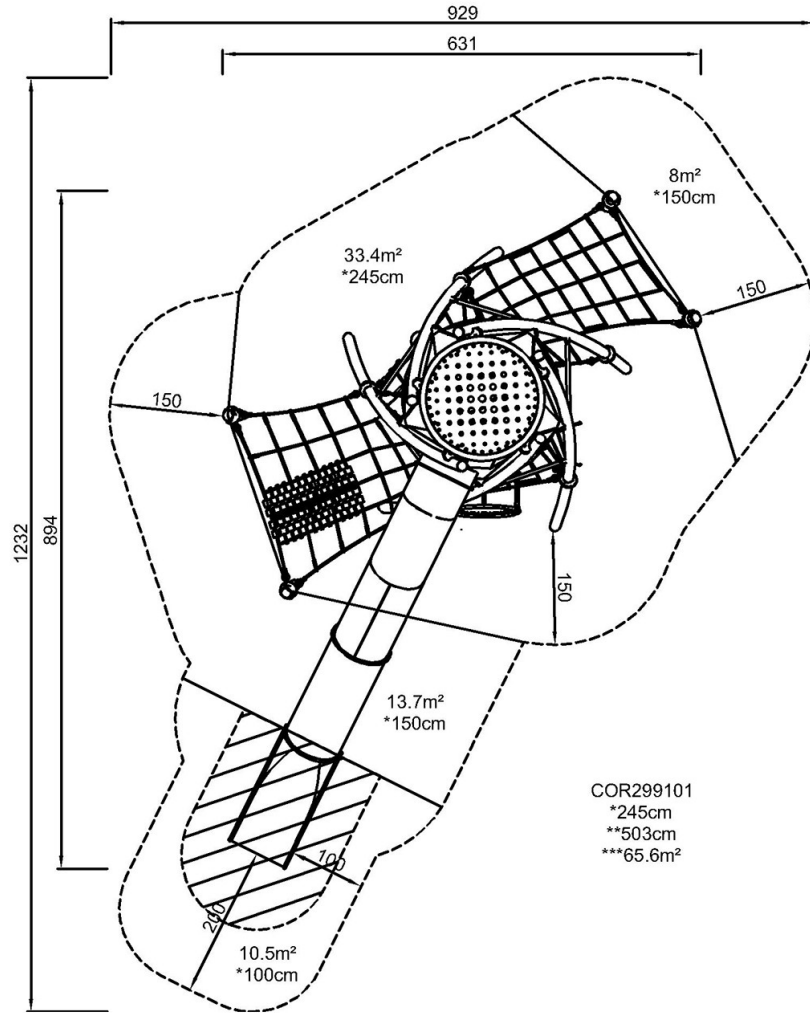 929
631
8m²
*150cm
33.4m²
*245cm
150
150
1232
894
150
13.7m²
*150cm
COR299101
*245cm
**503cm
***65.6m²
100
200
10.5m²
*100cm